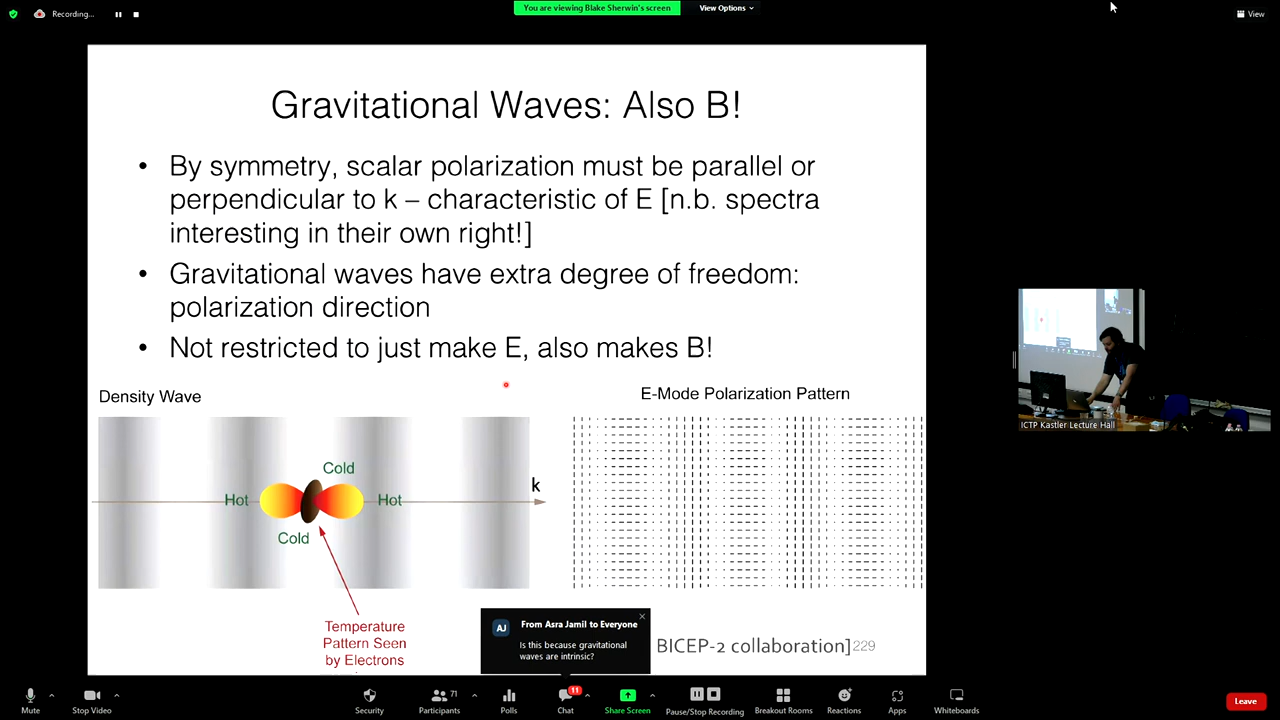 Recording...
You are viewing Blake Sherwin's screen
View Options
View
Gravitational Waves: Also B!
• By symmetry, scalar polarization must be parallel or
perpendicular to k – characteristic of E [n.b. spectra
interesting in their own right!]
• Gravitational waves have extra degree of freedom:
polarization direction
• Not restricted to just make E, also makes B!
Density Wave
E-Mode Polarization Pattern
Cold
Hot
Hot
Cold
k
Temperature
Pattern Seen
by Electrons
ICTP Kastler Lecture Hall
AJ
From Asra Jamil to Everyone
Is this because gravitational
waves are intrinsic?
BICEP-2 collaboration]
229
Mute
Stop Video
Security
71
Participants
Polls
11
Chat
Share Screen
Pause/Stop Recording
Breakout Rooms
Reactions
Apps
Whiteboards
Leave